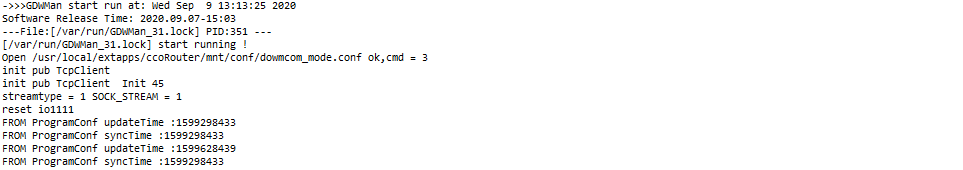 ->>>GDWMan start run at: Wed Sep  9 13:13:25 2020
Software Release Time: 2020.09.07-15:03
---File:[/var/run/GDWMan_31.lock] PID:351 ---
[/var/run/GDWMan_31.lock] start running !
Open /usr/local/extapps/ccoRouter/mnt/conf/dowmcom_mode.conf ok,cmd = 3
init pub TcpClient
init pub TcpClient  Init 45
streamtype = 1 SOCK_STREAM = 1
reset io1111
FROM ProgramConf updateTime :1599298433
FROM ProgramConf syncTime :1599298433
FROM ProgramConf updateTime :1599628439
FROM ProgramConf syncTime :1599298433